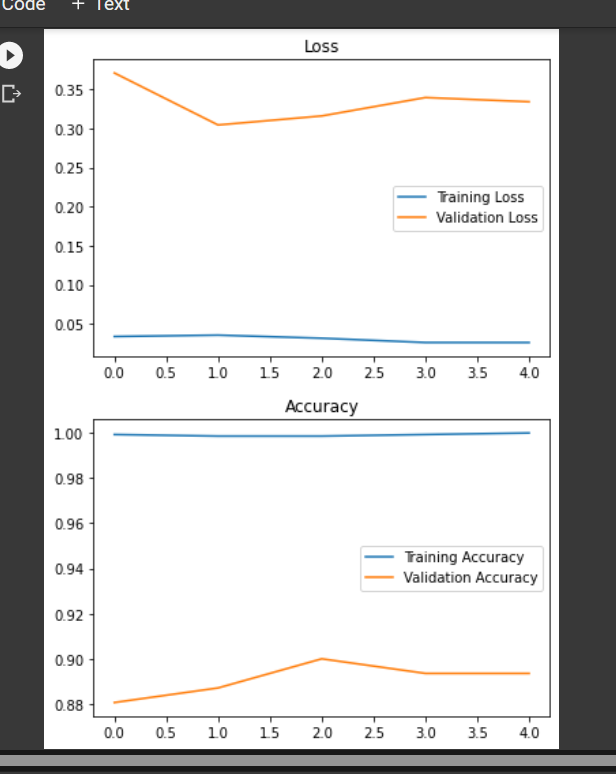 Code + Text
Loss
0.35
0.30
0.25
0.20
0.15
0.10
0.05
Training Loss
Validation Loss
0.0 0.5 1.0 1.5 2.0 2.5 3.0 3.5 4.0
Accuracy
1.00
0.98
0.96
0.94
0.92
0.90
0.88
Training Accuracy
Validation Accuracy
0.0 0.5 1.0 1.5 2.0 2.5 3.0 3.5 4.0